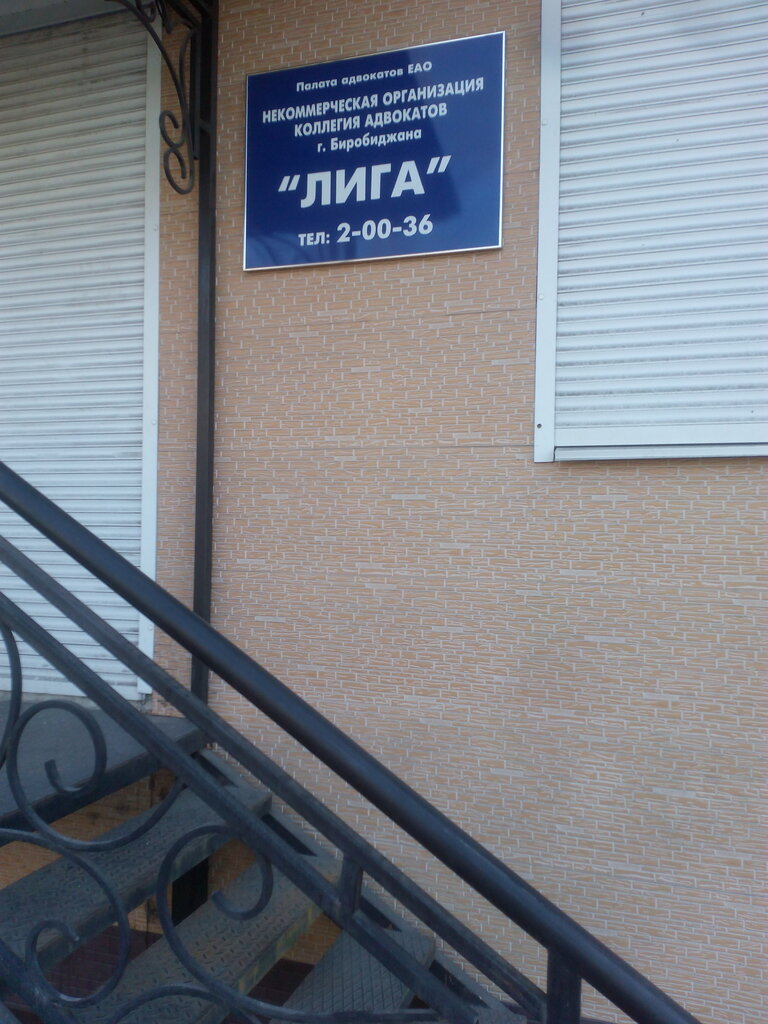 Палата адвокатов ЕАО
НЕКОММЕРЧЕСКАЯ ОРГАНИЗАЦИЯ
КОЛЛЕГИЯ АДВОКАТОВ
г. Биробиджана
"ЛИГА"
ТЕЛ: 2-00-36